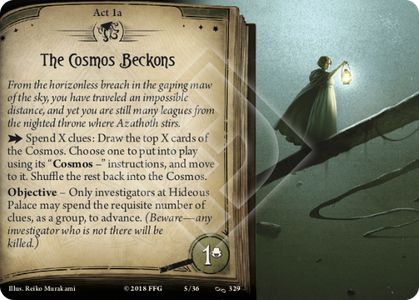 Act 1a
The Cosmos Beckons
From the horizonless breach in the gaping maw
of the sky, you have traveled an impossible
distance, and yet you are still many leagues from
the nighted throne where Azathoth stirs.
Spend X clues: Draw the top X cards of
the Cosmos. Choose one to put into play
using its “Cosmos –” instructions, and move
to it. Shuffle the rest back into the Cosmos.
Objective – Only investigators at Hideous
Palace may spend the requisite number of
clues, as a group, to advance. (Beware—any
investigator who is not there will be
killed.)
1
Illus. Reiko Murakami
© 2018 FFG
5/36
329